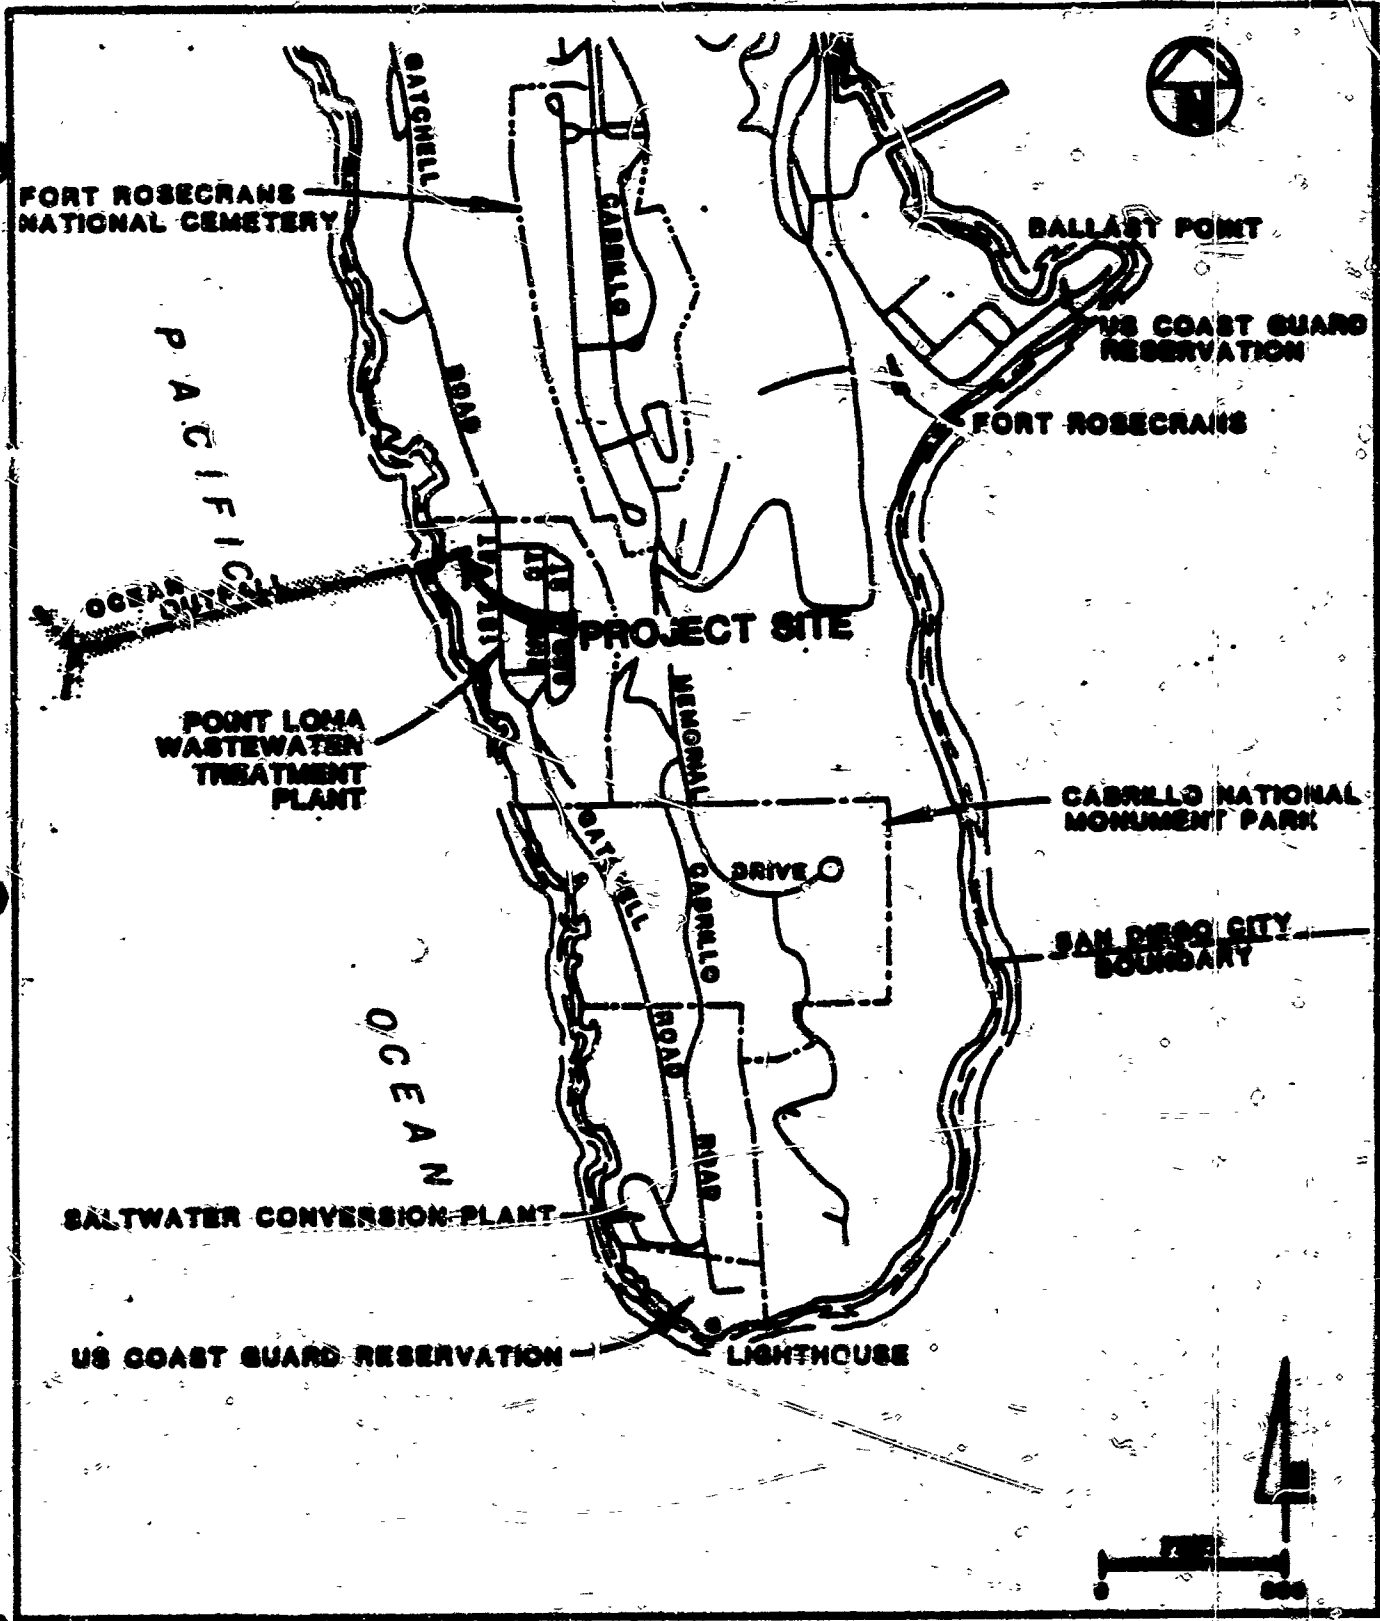 GATCHELL
FORT ROSECRANS
NATIONAL CEMETERY
CABRILLO
N
BALLAST POINT
US COAST GUARD
RESERVATION
PACIFIC
ROAD
FORT ROSECRANS
OCEAN
OUTFALL
PROJECT SITE
POINT LOMA
WASTEWATER
TREATMENT
PLANT
MEMORIAL
CABRILLO NATIONAL
MONUMENT PARK
GATCHELL
DRIVE
CABRILLO
SAN DIEGO CITY
BOUNDARY
OCEAN
ROAD
ROAD
SALTWATER CONVERSION PLANT
US COAST GUARD RESERVATION
LIGHTHOUSE
0